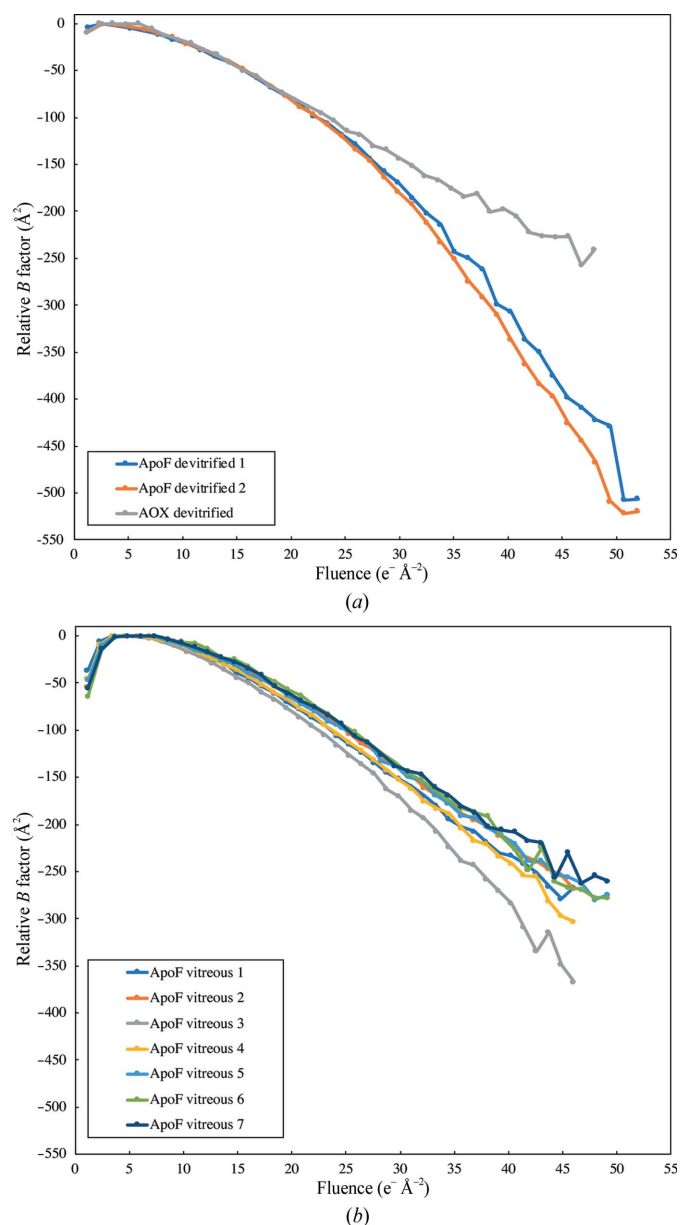 0
-50
-100
-150
-200
-250
-300
-350
-400
-450
-500
-550
Relative B factor (Å²)
ApoF devitrified 1
ApoF devitrified 2
AOX devitrified
0 5 10 15 20 25 30 35 40 45 50 55
Fluence (e⁻ Å⁻²)
(a)
0
-50
-100
-150
-200
-250
-300
-350
-400
-450
-500
-550
Relative B factor (Å²)
ApoF vitreous 1
ApoF vitreous 2
ApoF vitreous 3
ApoF vitreous 4
ApoF vitreous 5
ApoF vitreous 6
ApoF vitreous 7
0 5 10 15 20 25 30 35 40 45 50 55
Fluence (e⁻ Å⁻²)
(b)